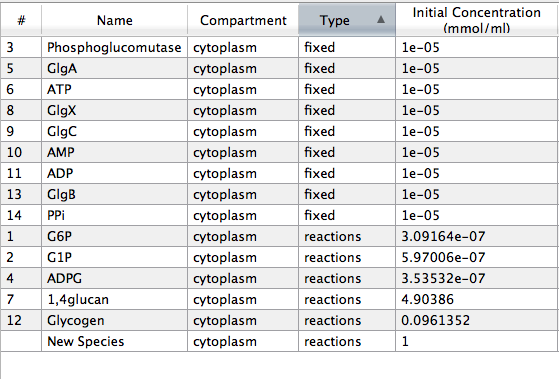 # Name Compartment Type ▲ Initial Concentration (mmol/ml)
3 Phosphoglucomutase cytoplasm fixed 1e-05
5 GlgA cytoplasm fixed 1e-05
6 ATP cytoplasm fixed 1e-05
8 GlgX cytoplasm fixed 1e-05
9 GlgC cytoplasm fixed 1e-05
10 AMP cytoplasm fixed 1e-05
11 ADP cytoplasm fixed 1e-05
13 GlgB cytoplasm fixed 1e-05
14 PPi cytoplasm fixed 1e-05
1 G6P cytoplasm reactions 3.09164e-07
2 G1P cytoplasm reactions 5.97006e-07
4 ADPG cytoplasm reactions 3.53532e-07
7 1,4glucan cytoplasm reactions 4.90386
12 Glycogen cytoplasm reactions 0.0961352
New Species cytoplasm reactions 1